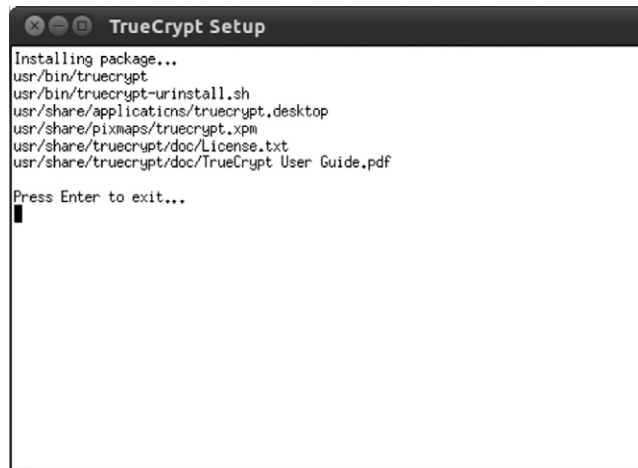 TrueCrypt Setup
Installing package...
usr/bin/truecrypt
usr/bin/truecrypt-urinstall.sh
usr/share/applicaticns/truecrypt.desktop
usr/share/pixmaps/truecrypt.xpm
usr/share/truecrypt/doc/License.txt
usr/share/truecrypt/doc/TrueCrypt User Guide.pdf
Press Enter to exit...